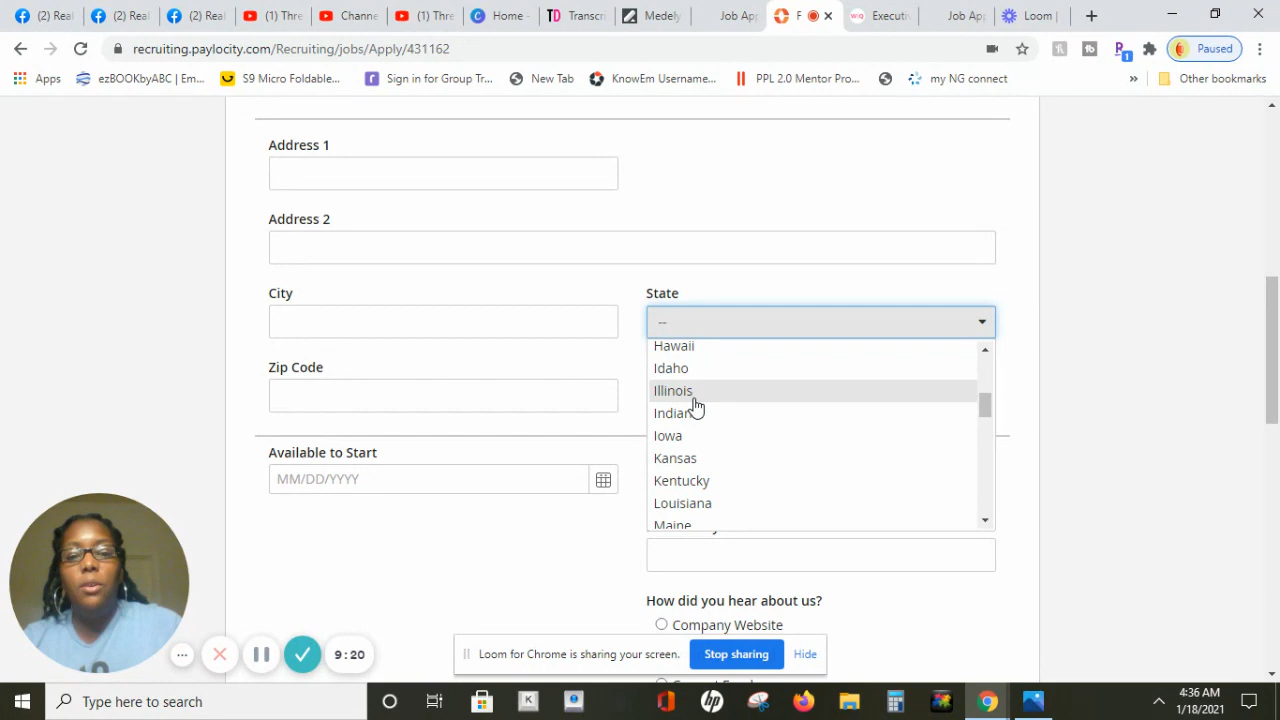 (2) Real
(2) Real
(2) Real
(1) Thre
Channe
(1) Thre
Home -
Transcr
Medely
Job App
F
Executiv
Job App
Loom |
recruiting.paylocity.com/Recruiting/jobs/Apply/431162
Paused
Apps
ezBOOKbyABC | Em...
S9 Micro Foldable...
Sign in for Group Tr...
New Tab
KnowEm Username...
PPL 2.0 Mentor Pro...
my NG connect
»
Other bookmarks
Address 1
Address 2
City
State
--
Hawaii
Idaho
Illinois
Indian
Iowa
Kansas
Kentucky
Louisiana
Maine
Zip Code
Available to Start
MM/DD/YYYY
How did you hear about us?
Company Website
9:20
Loom for Chrome is sharing your screen.
Stop sharing
Hide
Type here to search
4:36 AM
1/18/2021